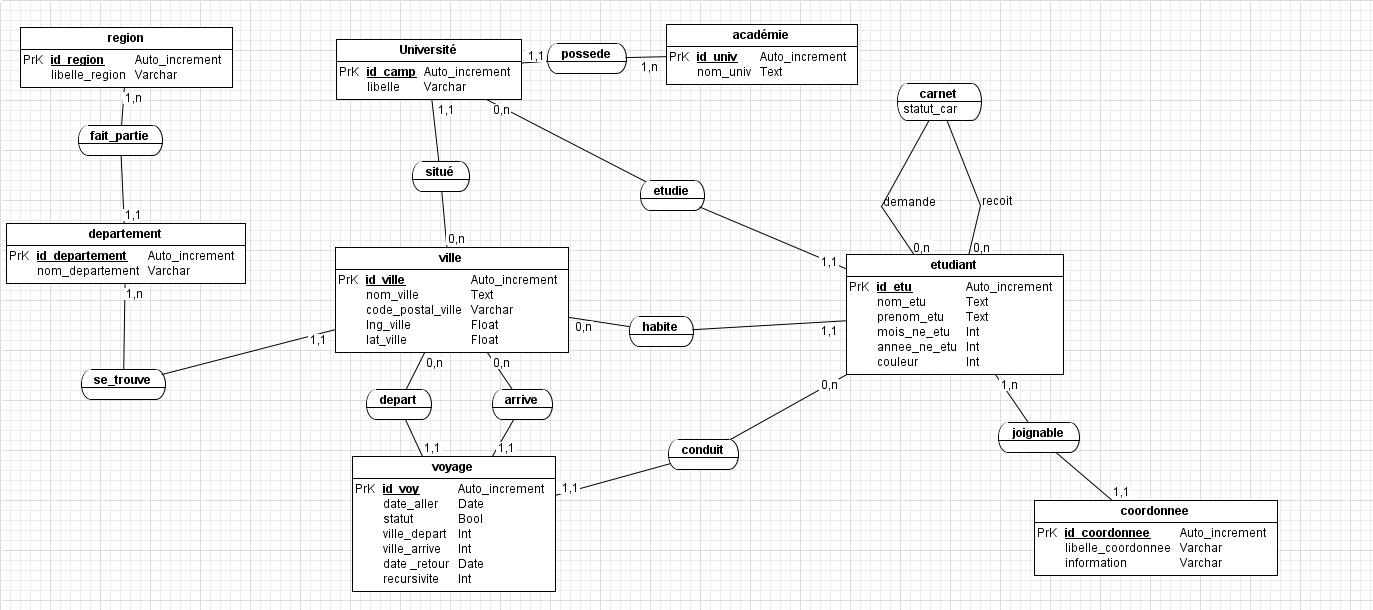 region
PrK id_region Auto_increment
libelle_region Varchar
1,n
fait_partie
1,1
departement
PrK id_departement Auto_increment
nom_departement Varchar
1,n
se_trouve
1,1
Université
PrK id_camp Auto_increment
libelle Varchar
1,1
possede
1,n
académie
PrK id_univ Auto_increment
nom_univ Text
1,1
situé
0,n
0,n
etudie
1,1
carnet
statut_car
demande
recoit
0,n
0,n
ville
PrK id_ville Auto_increment
nom_ville Text
code_postal_ville Varchar
lng_ville Float
lat_ville Float
0,n
habite
1,1
etudiant
PrK id_etu Auto_increment
nom_etu Text
prenom_etu Text
mois_ne_etu Int
annee_ne_etu Int
couleur Int
0,n
depart
1,1
0,n
arrive
1,1
0,n
conduit
1,1
voyage
PrK id_voy Auto_increment
date_aller Date
statut Bool
ville_depart Int
ville_arrive Int
date _retour Date
recursivite Int
1,n
joignable
1,1
coordonnee
PrK id_coordonnee Auto_increment
libelle_coordonnee Varchar
information Varchar